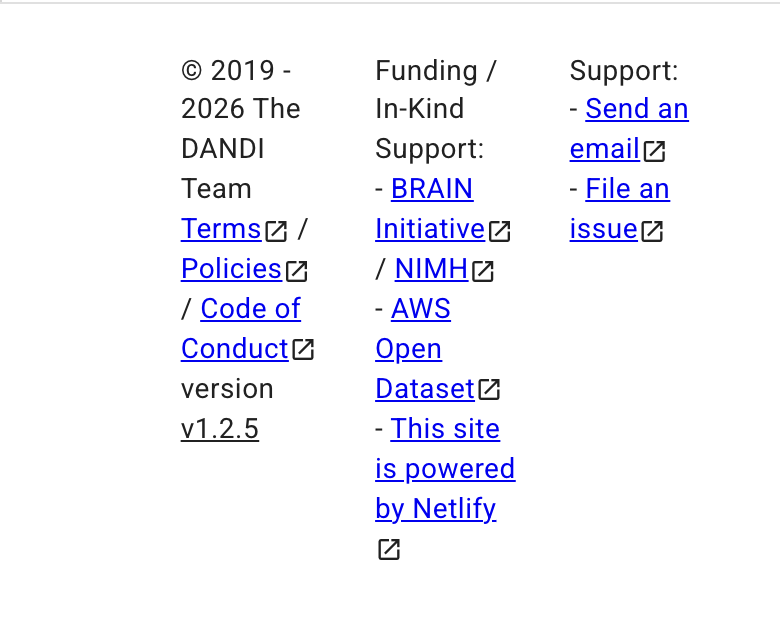 © 2019 -
2026 The
DANDI
Team
Terms /
Policies
/ Code of
Conduct
version
v1.2.5
Funding /
In-Kind
Support:
- BRAIN
Initiative
/ NIMH
- AWS
Open
Dataset
- This site
is powered
by Netlify
Support:
- Send an
email
- File an
issue